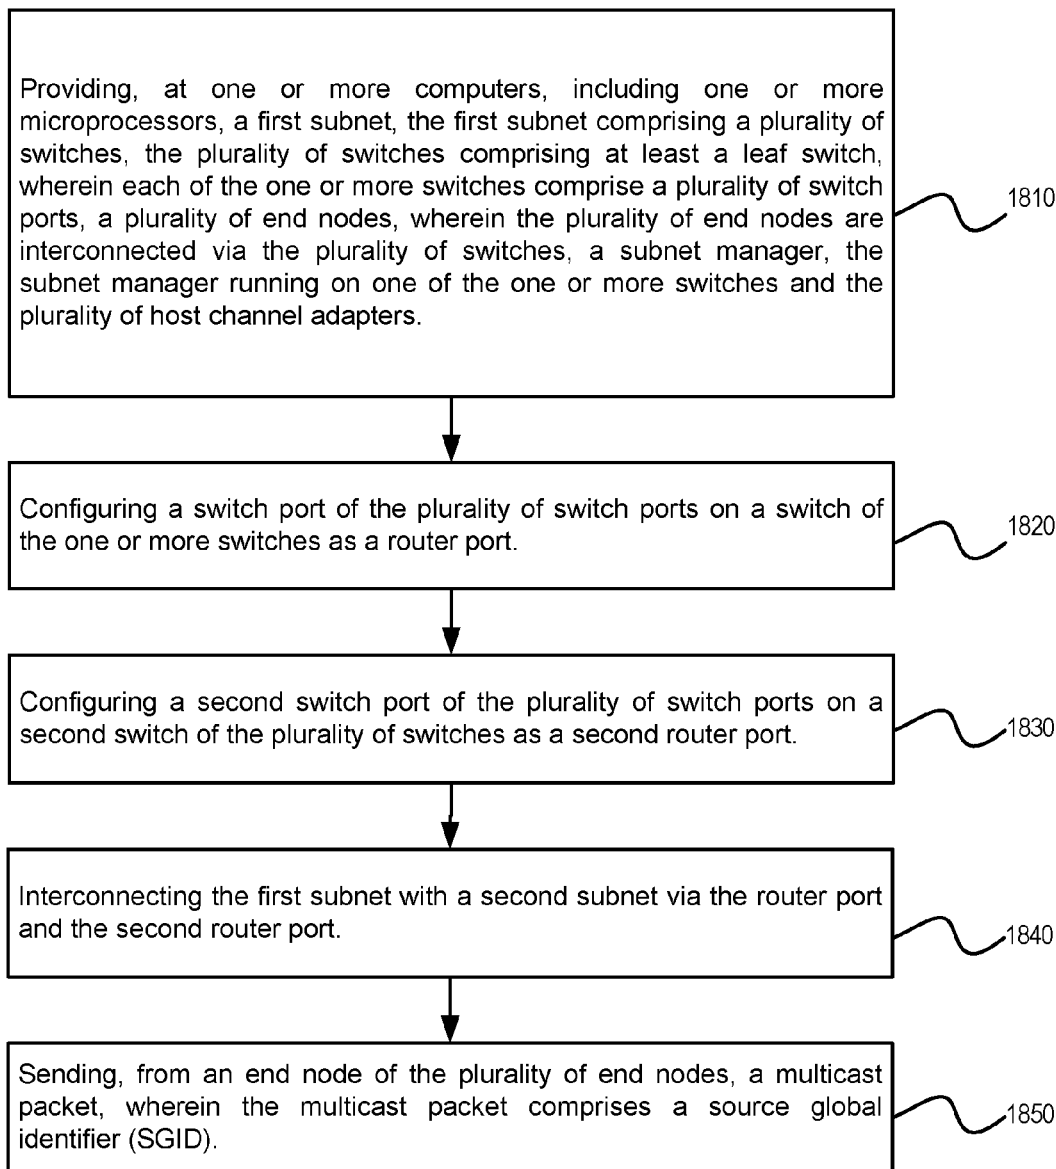 Providing, at one or more computers, including one or more
microprocessors, a first subnet, the first subnet comprising a plurality of
switches, the plurality of switches comprising at least a leaf switch,
wherein each of the one or more switches comprise a plurality of switch
ports, a plurality of end nodes, wherein the plurality of end nodes are
interconnected via the plurality of switches, a subnet manager, the
subnet manager running on one of the one or more switches and the
plurality of host channel adapters.
1810
Configuring a switch port of the plurality of switch ports on a switch of
the one or more switches as a router port.
1820
Configuring a second switch port of the plurality of switch ports on a
second switch of the plurality of switches as a second router port.
1830
Interconnecting the first subnet with a second subnet via the router port
and the second router port.
1840
Sending, from an end node of the plurality of end nodes, a multicast
packet, wherein the multicast packet comprises a source global
identifier (SGID).
1850